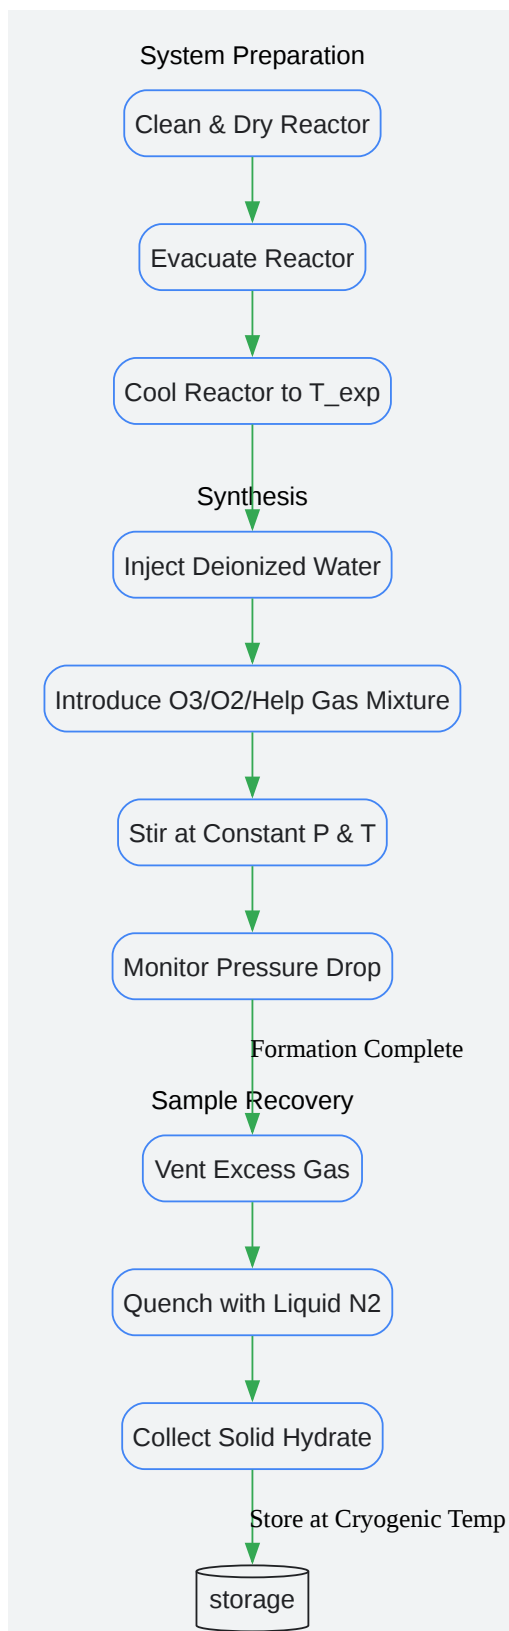 System Preparation
Clean & Dry Reactor
Evacuate Reactor
Cool Reactor to T_exp
Synthesis
Inject Deionized Water
Introduce O3/O2/Help Gas Mixture
Stir at Constant P & T
Monitor Pressure Drop
Formation Complete
Sample Recovery
Vent Excess Gas
Quench with Liquid N2
Collect Solid Hydrate
Store at Cryogenic Temp
storage